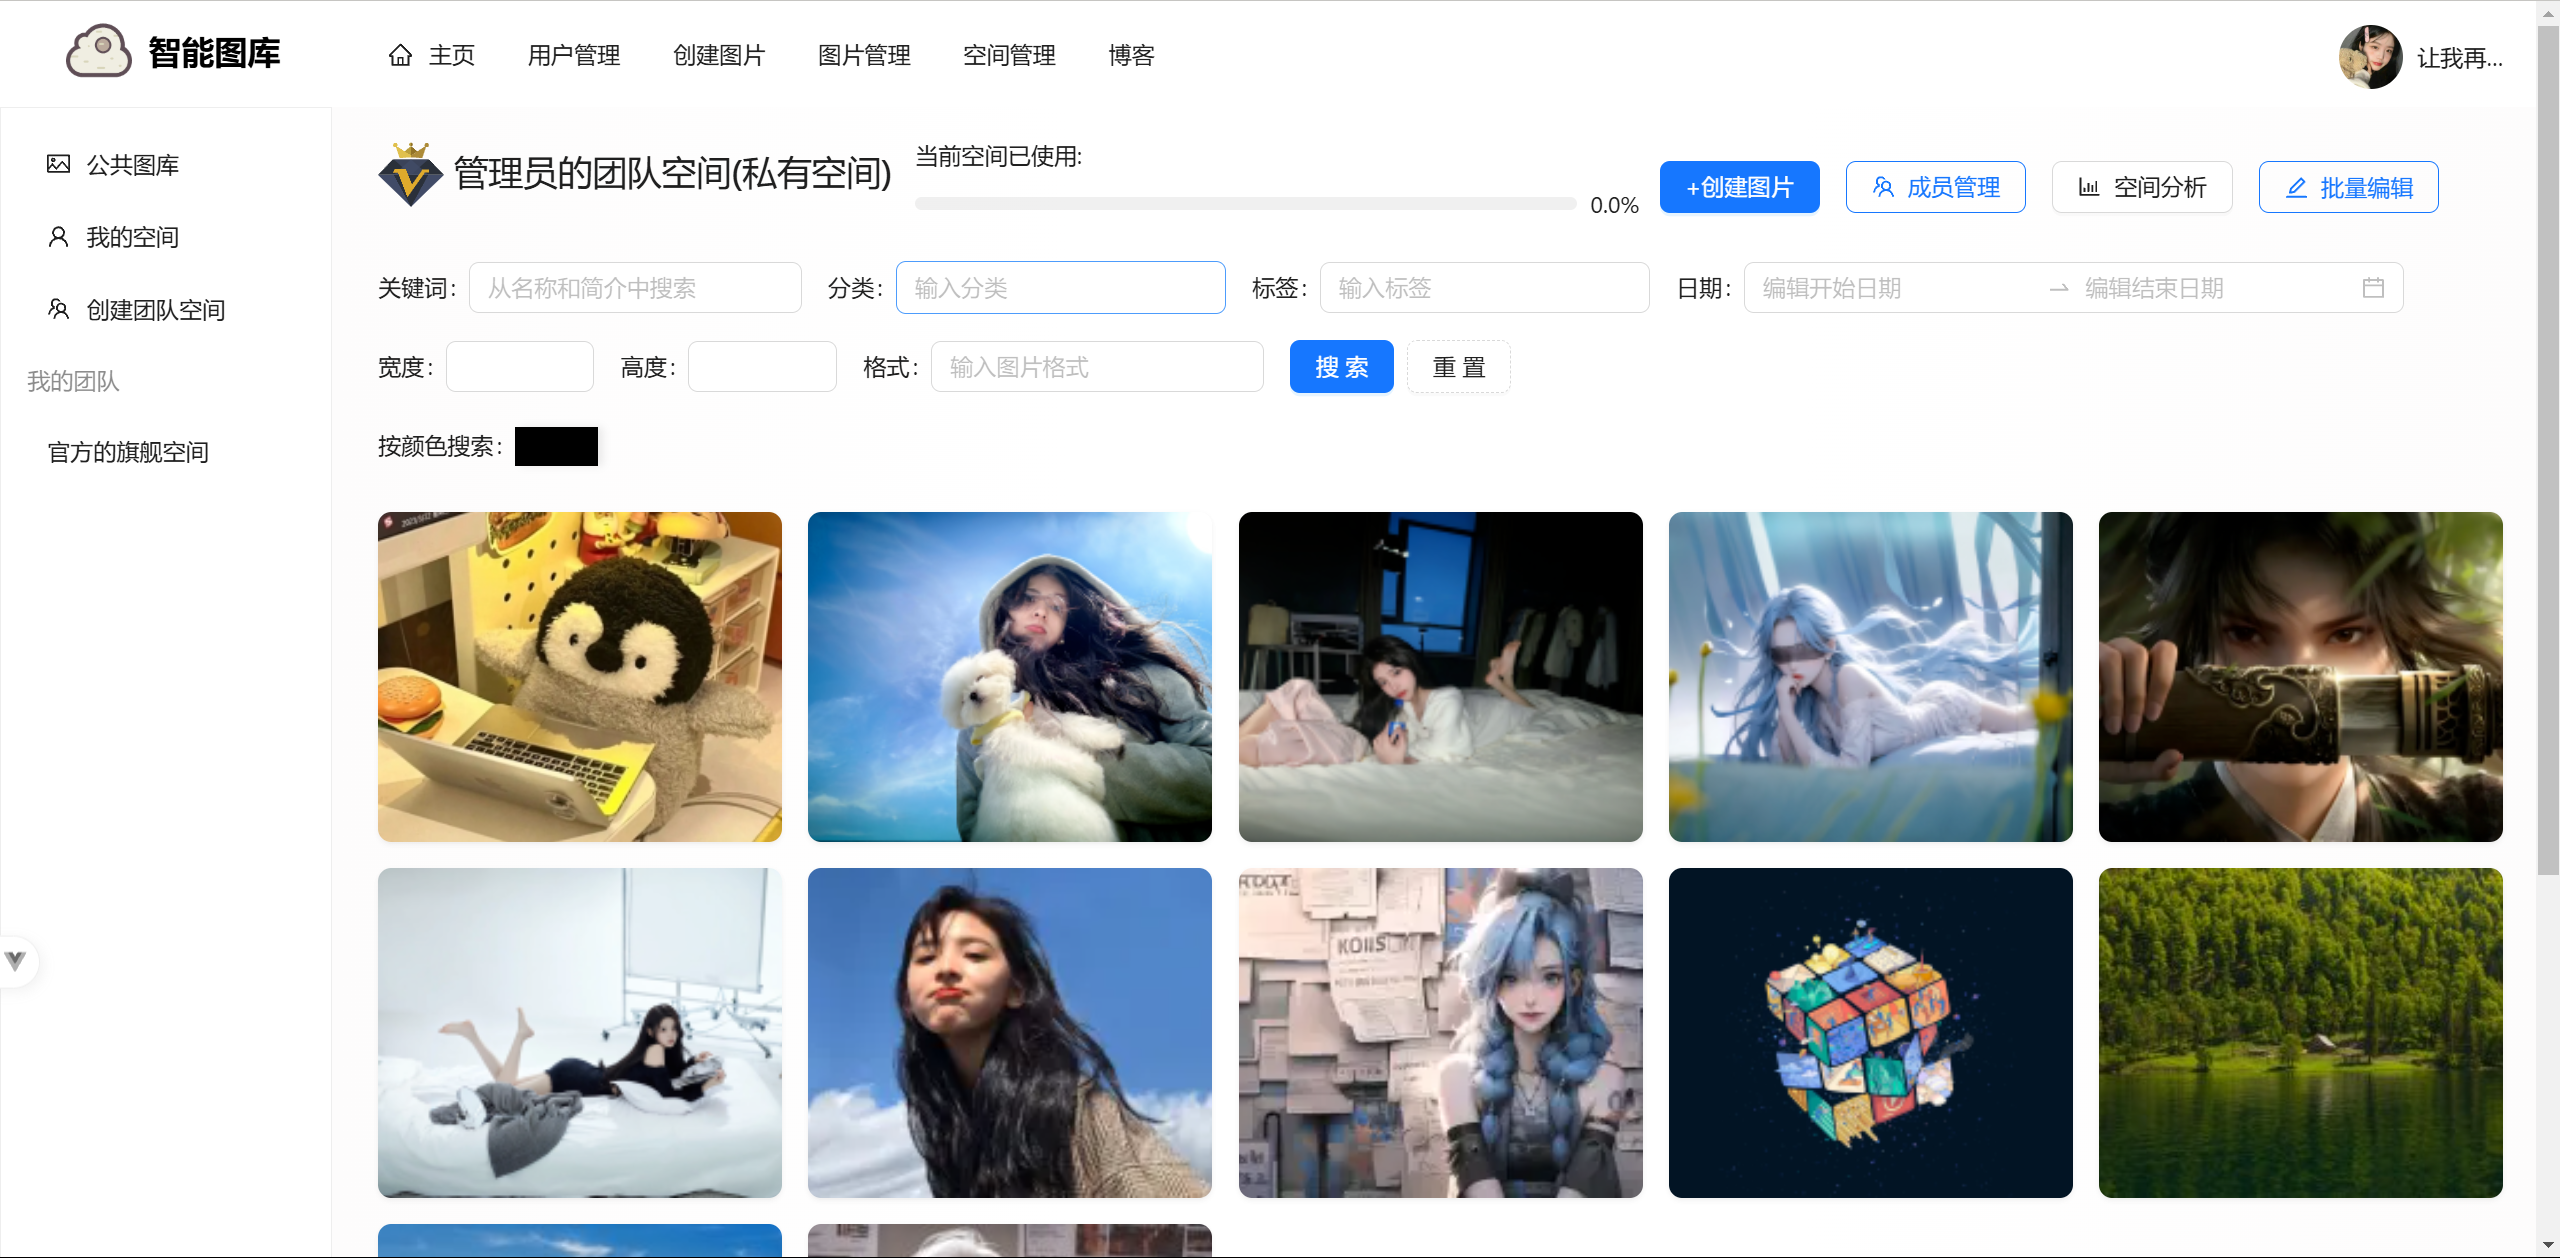 智能图库
主页 用户管理 创建图片 图片管理 空间管理 博客
让我再...
公共图库
我的空间
创建团队空间
我的团队
官方的旗舰空间
管理员的团队空间(私有空间)
当前空间已使用:
0.0%
+创建图片 成员管理 空间分析 批量编辑
关键词: 从名称和简介中搜索 分类: 输入分类 标签: 输入标签 日期: 编辑开始日期 → 编辑结束日期
宽度: 高度: 格式: 输入图片格式 搜 索 重 置
按颜色搜索: